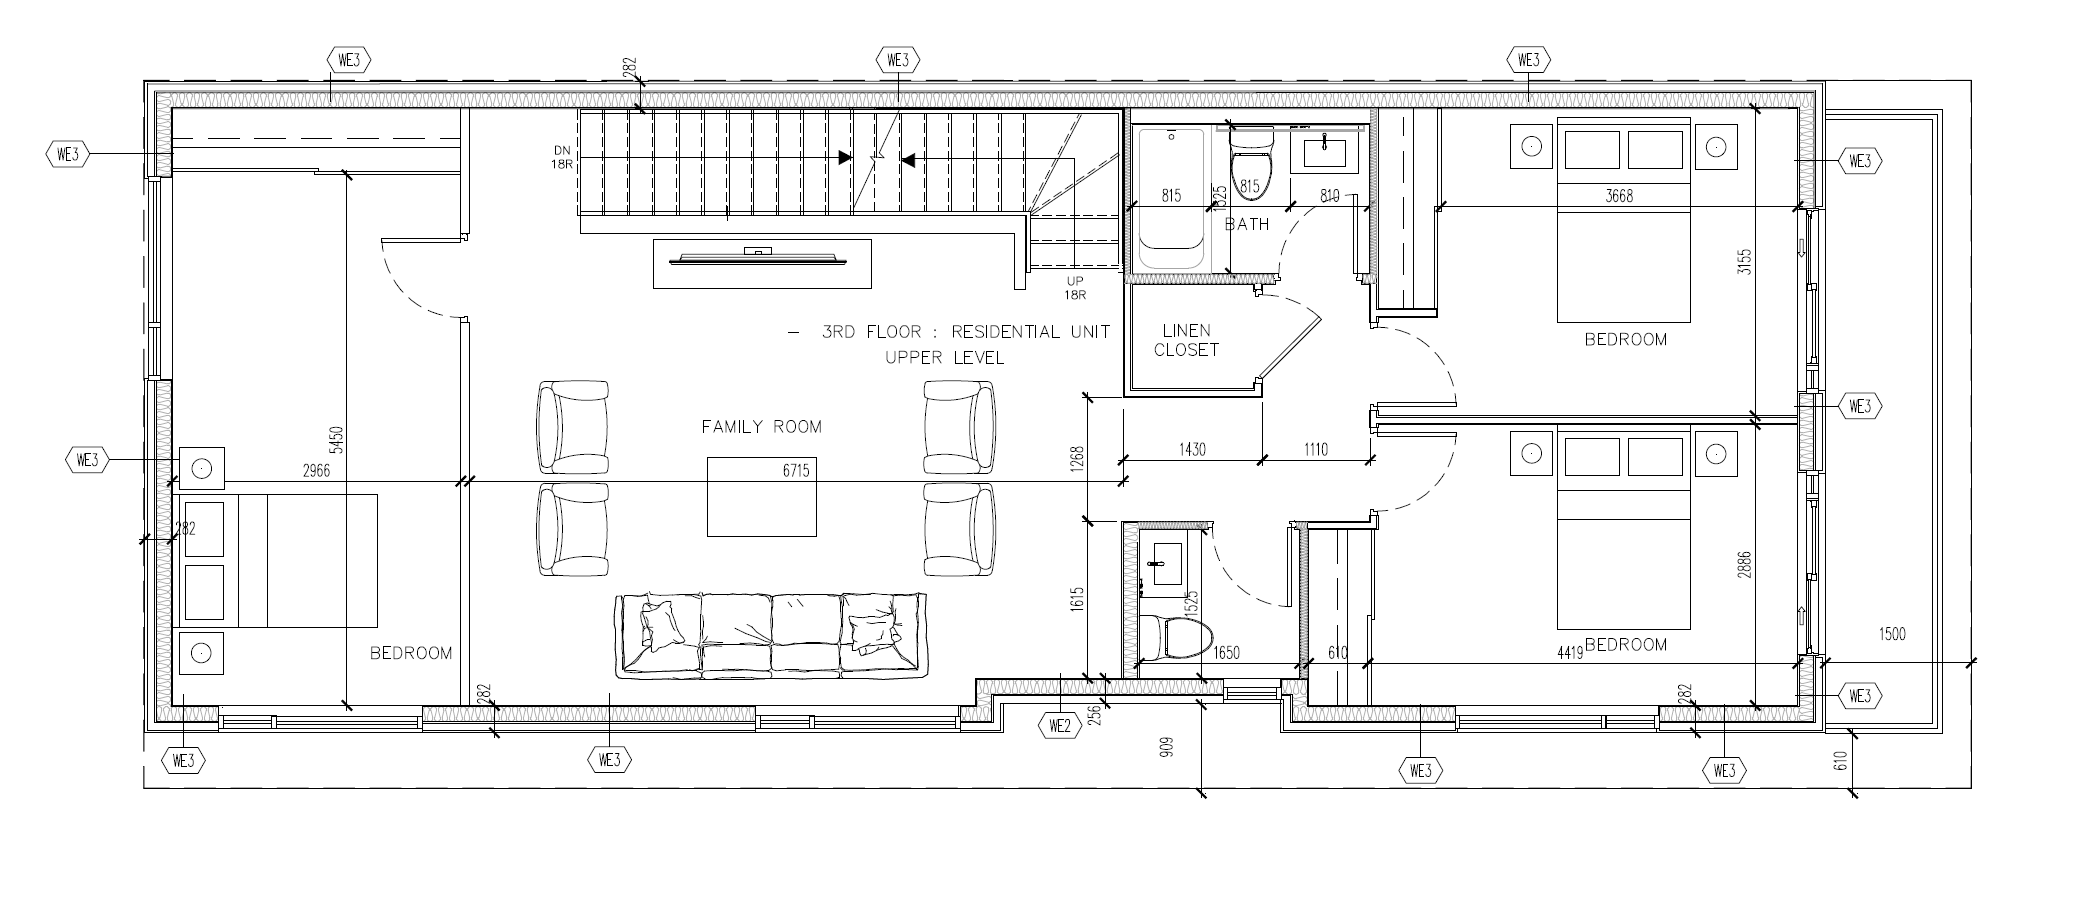 WE3
WE3
WE3
282
WE3
WE3
DN
18R
815
815
1525
810
3668
BATH
3155
UP
18R
3RD FLOOR : RESIDENTIAL UNIT
UPPER LEVEL
LINEN
CLOSET
BEDROOM
WE3
FAMILY ROOM
5450
WE3
2966
6715
1268
1430
1110
282
2886
1615
1525
BEDROOM
1650
610
4419
BEDROOM
1500
282
282
WE3
256
WE2
909
610
WE3
WE3
WE3
WE3